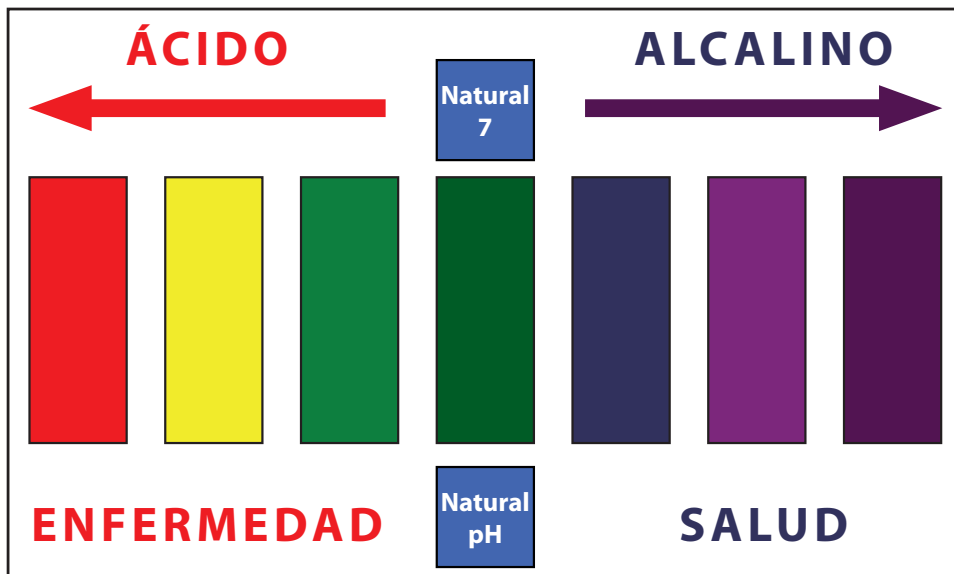 ÁCIDO
ALCALINO
Natural
7
ENFERMEDAD
Natural
pH
SALUD